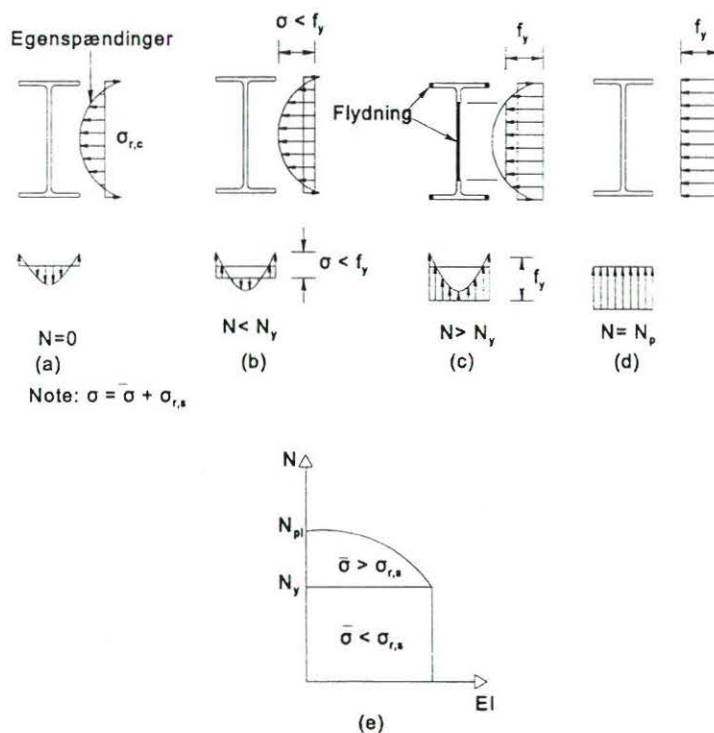 Egenspændinger
σ < f_y
f_y
f_y
σ_r,c
Flydning
σ < f_y
f_y
N=0
N< N_y
N> N_y
N= N_p
(a)
(b)
(c)
(d)
Note: σ = σ̅ + σ_r,s
N
N_pl
σ̅ > σ_r,s
N_y
σ̅ < σ_r,s
EI
(e)